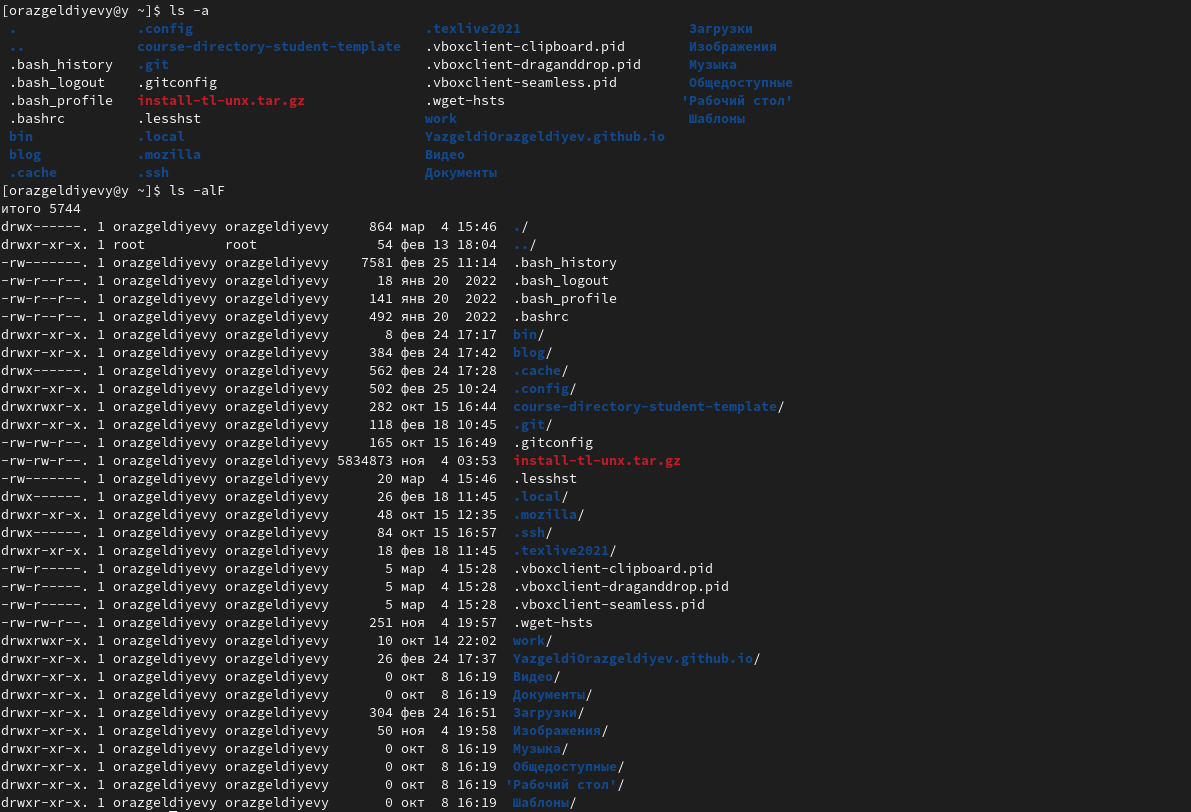 [orazgeldiyevy@y ~]$ ls -a
.            .config                          .texlive2021                    Загрузки
..           course-directory-student-template   .vboxclient-clipboard.pid       Изображения
.bash_history   .git                             .vboxclient-draganddrop.pid     Музыка
.bash_logout    .gitconfig                       .vboxclient-seamless.pid        Общедоступные
.bash_profile   install-tl-unx.tar.gz            .wget-hsts                     'Рабочий стол'
.bashrc         .lesshst                         work                            Шаблоны
bin             .local                           YazgeldiOrazgeldiyev.github.io
blog            .mozilla                         Видео
.cache          .ssh                             Документы
[orazgeldiyevy@y ~]$ ls -alF
итого 5744
drwx------. 1 orazgeldiyevy orazgeldiyevy     864 мар  4 15:46  ./
drwxr-xr-x. 1 root          root               54 фев 13 18:04  ../
-rw-------. 1 orazgeldiyevy orazgeldiyevy    7581 фев 25 11:14  .bash_history
-rw-r--r--. 1 orazgeldiyevy orazgeldiyevy      18 янв 20  2022  .bash_logout
-rw-r--r--. 1 orazgeldiyevy orazgeldiyevy     141 янв 20  2022  .bash_profile
-rw-r--r--. 1 orazgeldiyevy orazgeldiyevy     492 янв 20  2022  .bashrc
drwxr-xr-x. 1 orazgeldiyevy orazgeldiyevy       8 фев 24 17:17  bin/
drwxr-xr-x. 1 orazgeldiyevy orazgeldiyevy     384 фев 24 17:42  blog/
drwx------. 1 orazgeldiyevy orazgeldiyevy     562 фев 24 17:28  .cache/
drwxr-xr-x. 1 orazgeldiyevy orazgeldiyevy     502 фев 25 10:24  .config/
drwxrwxr-x. 1 orazgeldiyevy orazgeldiyevy     282 окт 15 16:44  course-directory-student-template/
drwxr-xr-x. 1 orazgeldiyevy orazgeldiyevy     118 фев 18 10:45  .git/
-rw-rw-r--. 1 orazgeldiyevy orazgeldiyevy     165 окт 15 16:49  .gitconfig
-rw-rw-r--. 1 orazgeldiyevy orazgeldiyevy 5834873 ноя  4 03:53  install-tl-unx.tar.gz
-rw-------. 1 orazgeldiyevy orazgeldiyevy      20 мар  4 15:46  .lesshst
drwx------. 1 orazgeldiyevy orazgeldiyevy      26 фев 18 11:45  .local/
drwxr-xr-x. 1 orazgeldiyevy orazgeldiyevy      48 окт 15 12:35  .mozilla/
drwx------. 1 orazgeldiyevy orazgeldiyevy      84 окт 15 16:57  .ssh/
drwxr-xr-x. 1 orazgeldiyevy orazgeldiyevy      18 фев 18 11:45  .texlive2021/
-rw-r-----. 1 orazgeldiyevy orazgeldiyevy       5 мар  4 15:28  .vboxclient-clipboard.pid
-rw-r-----. 1 orazgeldiyevy orazgeldiyevy       5 мар  4 15:28  .vboxclient-draganddrop.pid
-rw-r-----. 1 orazgeldiyevy orazgeldiyevy       5 мар  4 15:28  .vboxclient-seamless.pid
-rw-rw-r--. 1 orazgeldiyevy orazgeldiyevy     251 ноя  4 19:57  .wget-hsts
drwxrwxr-x. 1 orazgeldiyevy orazgeldiyevy      10 окт 14 22:02  work/
drwxr-xr-x. 1 orazgeldiyevy orazgeldiyevy      26 фев 24 17:37  YazgeldiOrazgeldiyev.github.io/
drwxr-xr-x. 1 orazgeldiyevy orazgeldiyevy       0 окт  8 16:19  Видео/
drwxr-xr-x. 1 orazgeldiyevy orazgeldiyevy       0 окт  8 16:19  Документы/
drwxr-xr-x. 1 orazgeldiyevy orazgeldiyevy     304 фев 24 16:51  Загрузки/
drwxr-xr-x. 1 orazgeldiyevy orazgeldiyevy      50 ноя  4 19:58  Изображения/
drwxr-xr-x. 1 orazgeldiyevy orazgeldiyevy       0 окт  8 16:19  Музыка/
drwxr-xr-x. 1 orazgeldiyevy orazgeldiyevy       0 окт  8 16:19  Общедоступные/
drwxr-xr-x. 1 orazgeldiyevy orazgeldiyevy       0 окт  8 16:19 'Рабочий стол'/
drwxr-xr-x. 1 orazgeldiyevy orazgeldiyevy       0 окт  8 16:19  Шаблоны/